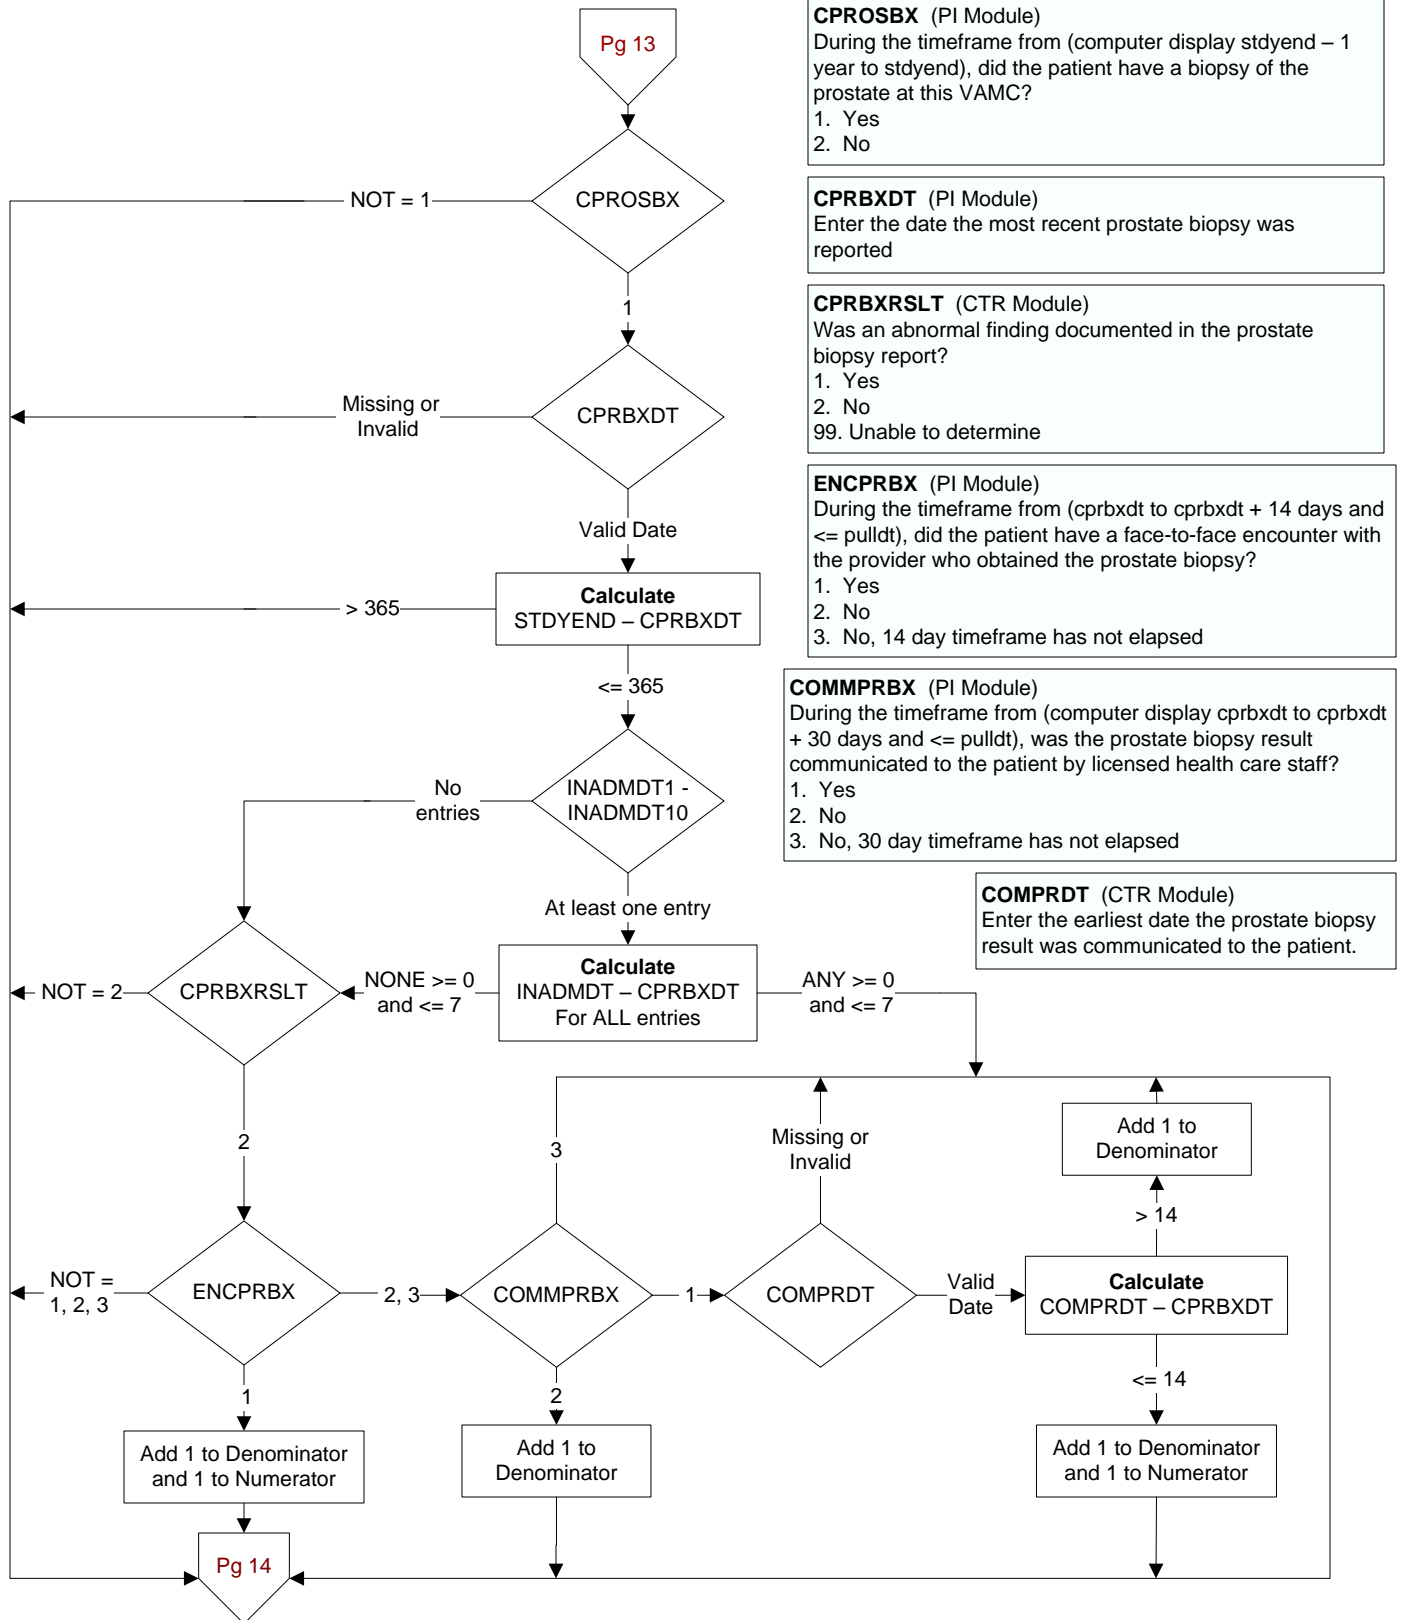 Pg 13
CPROSBX (PI Module)
During the timeframe from (computer display stdyend – 1
year to stdyend), did the patient have a biopsy of the
prostate at this VAMC?
1. Yes
2. No
NOT = 1
CPROSBX
1
CPRBXDT (PI Module)
Enter the date the most recent prostate biopsy was
reported
CPRBXRSLT (CTR Module)
Was an abnormal finding documented in the prostate
biopsy report?
1. Yes
2. No
99. Unable to determine
Missing or
Invalid
CPRBXDT
Valid Date
ENCPRBX (PI Module)
During the timeframe from (cprbxdt to cprbxdt + 14 days and
<= pulldt), did the patient have a face-to-face encounter with
the provider who obtained the prostate biopsy?
1. Yes
2. No
3. No, 14 day timeframe has not elapsed
> 365
Calculate
STDYEND – CPRBXDT
<= 365
COMMPRBX (PI Module)
During the timeframe from (computer display cprbxdt to cprbxdt
+ 30 days and <= pulldt), was the prostate biopsy result
communicated to the patient by licensed health care staff?
1. Yes
2. No
3. No, 30 day timeframe has not elapsed
No
entries
INADMDT1 -
INADMDT10
At least one entry
COMPRDT (CTR Module)
Enter the earliest date the prostate biopsy
result was communicated to the patient.
NOT = 2
CPRBXRSLT
NONE >= 0
and <= 7
Calculate
INADMDT – CPRBXDT
For ALL entries
ANY >= 0
and <= 7
2
3
Missing or
Invalid
Add 1 to
Denominator
> 14
NOT =
1, 2, 3
ENCPRBX
2, 3
COMMPRBX
1
COMPRDT
Valid
Date
Calculate
COMPRDT – CPRBXDT
1
2
<= 14
Add 1 to Denominator
and 1 to Numerator
Add 1 to
Denominator
Add 1 to Denominator
and 1 to Numerator
Pg 14